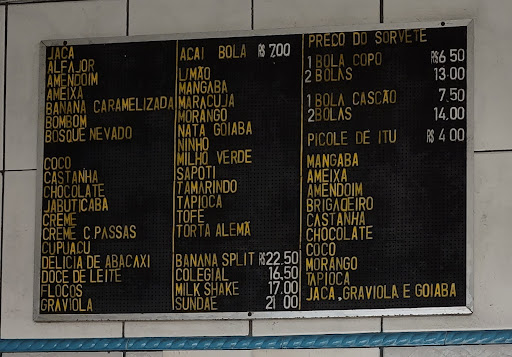 JACA
ALFAJOR
AMENDOIM
AMEIXA
BANANA CARAMELIZADA
BOMBOM
BOSQUE NEVADO
COCO
CASTANHA
CHOCOLATE
JABUTICABA
CREME
CREME C.PASSAS
CUPUACU
DELICIA DE ABACAXI
DOCE DE LEITE
FLOCOS
GRAVIOLA
ACAI BOLA R$ 7,00
LIMÃO
MANGABA
MARACUJA
MORANGO
NATA GOIABA
NINHO
MILHO VERDE
SAPOTI
TAMARINDO
TAPIOCA
TOFE
TORTA ALEMÃ
BANANA SPLIT R$ 22.50
COLEGIAL 16.50
MILK SHAKE 17.00
SUNDAE 21 00
PRECO DO SORVETE
1 BOLA COPO R$ 6 50
2 BOLAS 13 00
1 BOLA CASCÃO 7.50
2 BOLAS 14.00
PICOLE DE ITU R$ 4 00
MANGABA
AMEIXA
AMENDOIM
BRIGADEIRO
CASTANHA
CHOCOLATE
COCO
MORANGO
TAPIOCA
JACA,GRAVIOLA E GOIABA